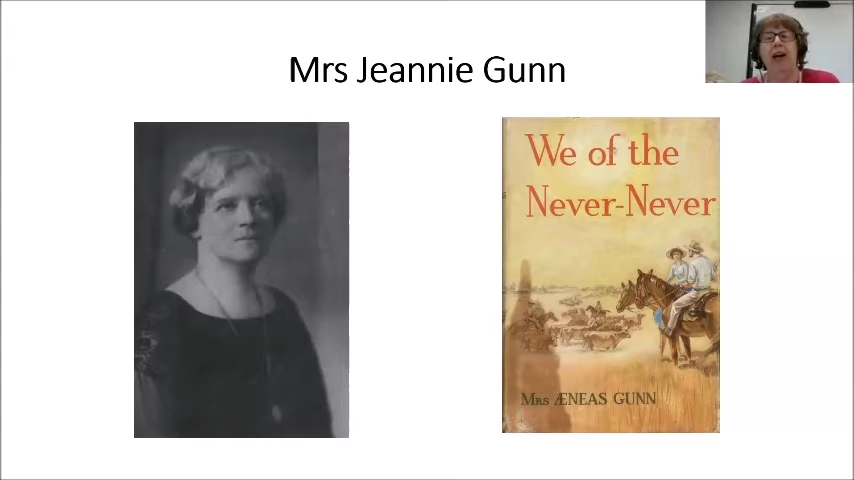 Mrs Jeannie Gunn
We of the
Never-Never
Mrs ÆNEAS GUNN